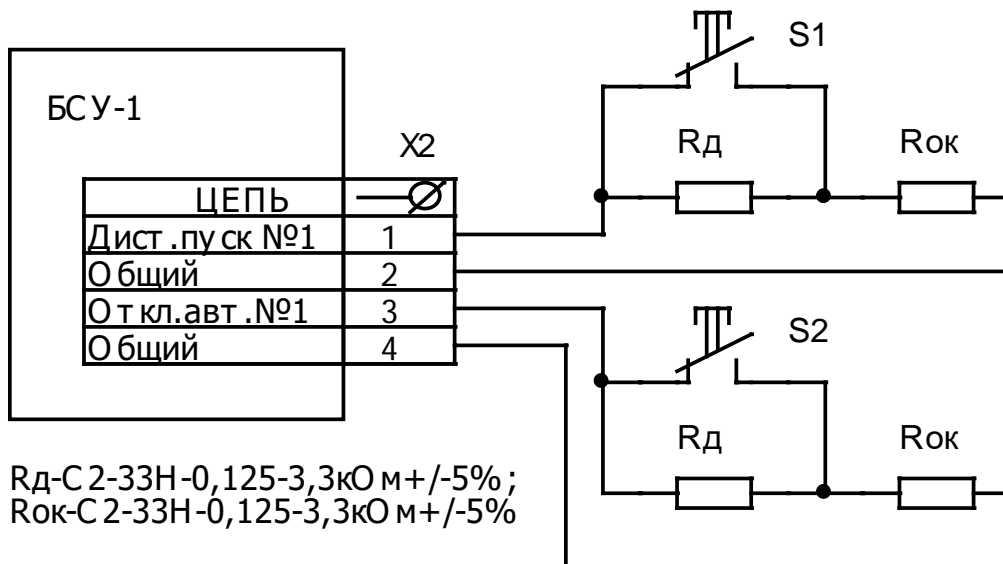 S1
БСУ-1
X2
Rд
Rок
ЦЕПЬ
Дист.пуск №1 1
Общий 2
Откл.авт.№1 3
Общий 4
S2
Rд
Rок
Rд-С2-33Н-0,125-3,3кОм+/-5%;
Rок-С2-33Н-0,125-3,3кОм+/-5%